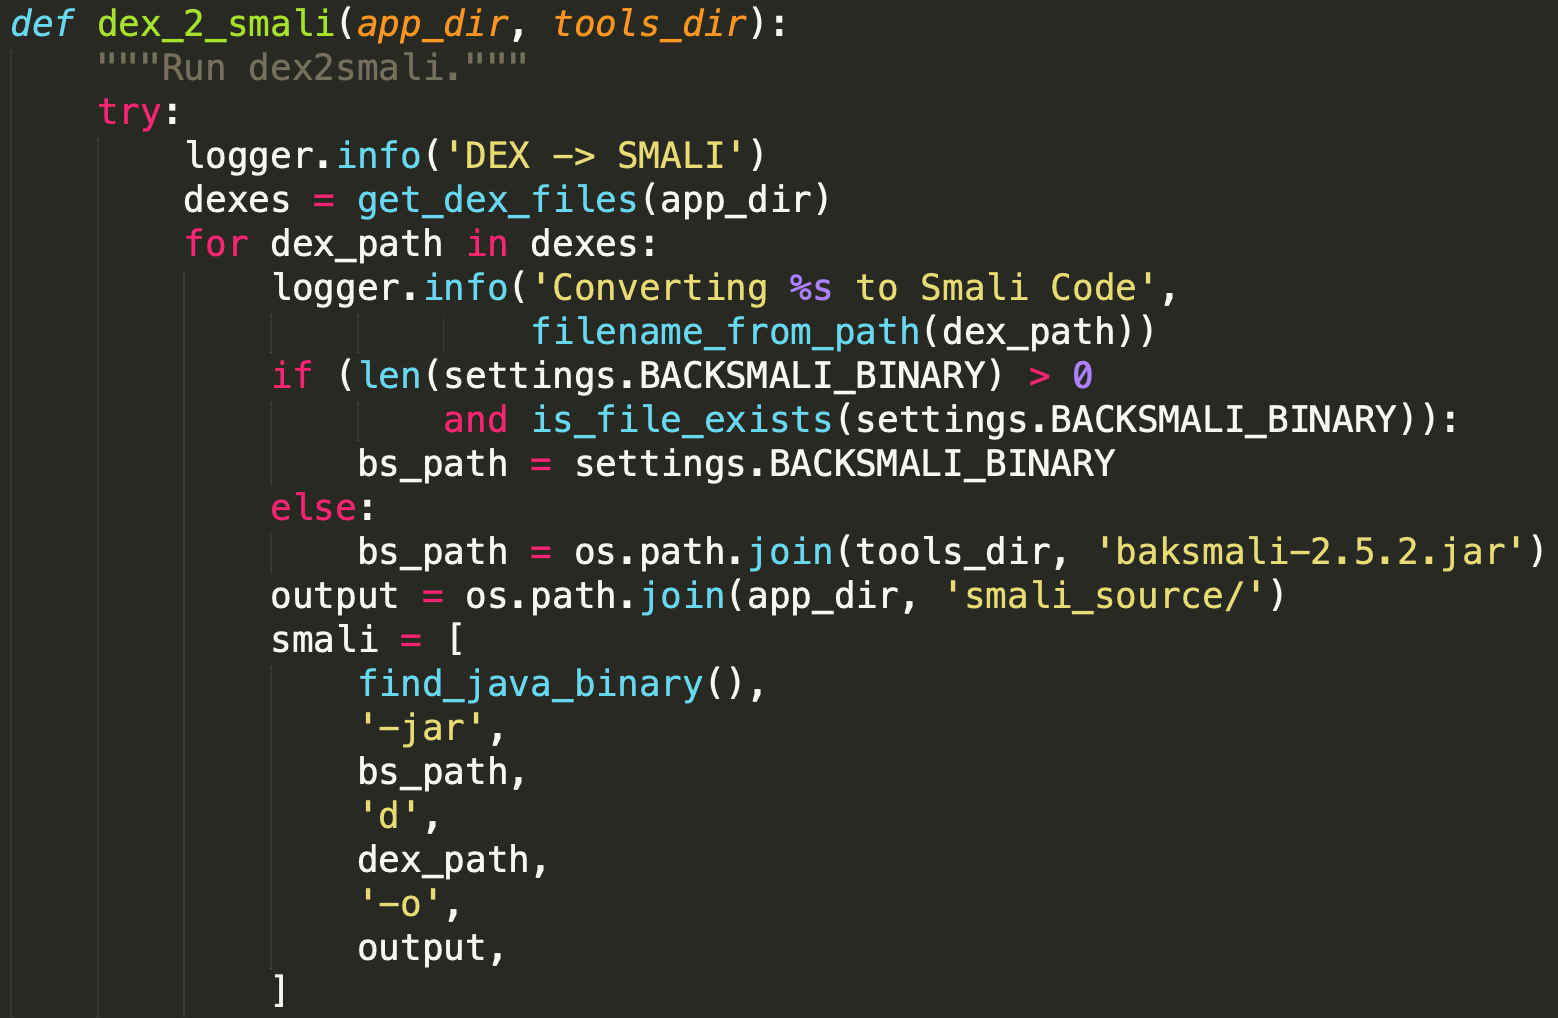 def dex_2_smali(app_dir, tools_dir):
    """Run dex2smali."""
    try:
        logger.info('DEX -> SMALI')
        dexes = get_dex_files(app_dir)
        for dex_path in dexes:
            logger.info('Converting %s to Smali Code',
                        filename_from_path(dex_path))
            if (len(settings.BACKSMALI_BINARY) > 0
                    and is_file_exists(settings.BACKSMALI_BINARY)):
                bs_path = settings.BACKSMALI_BINARY
            else:
                bs_path = os.path.join(tools_dir, 'baksmali-2.5.2.jar')
            output = os.path.join(app_dir, 'smali_source/')
            smali = [
                find_java_binary(),
                '-jar',
                bs_path,
                'd',
                dex_path,
                '-o',
                output,
            ]